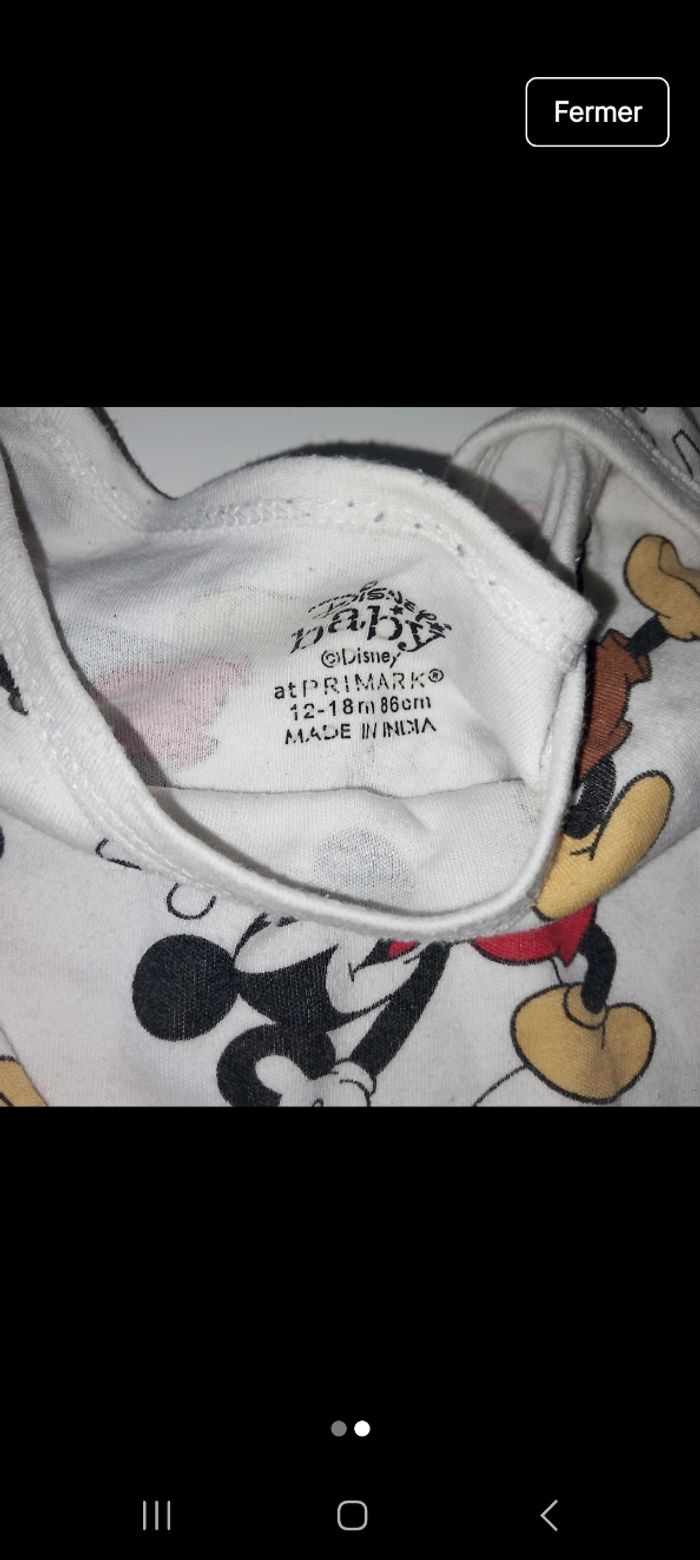 Fermer
Disney
baby
©Disney
at PRIMARK®
12-18m 86cm
MADE IN INDIA